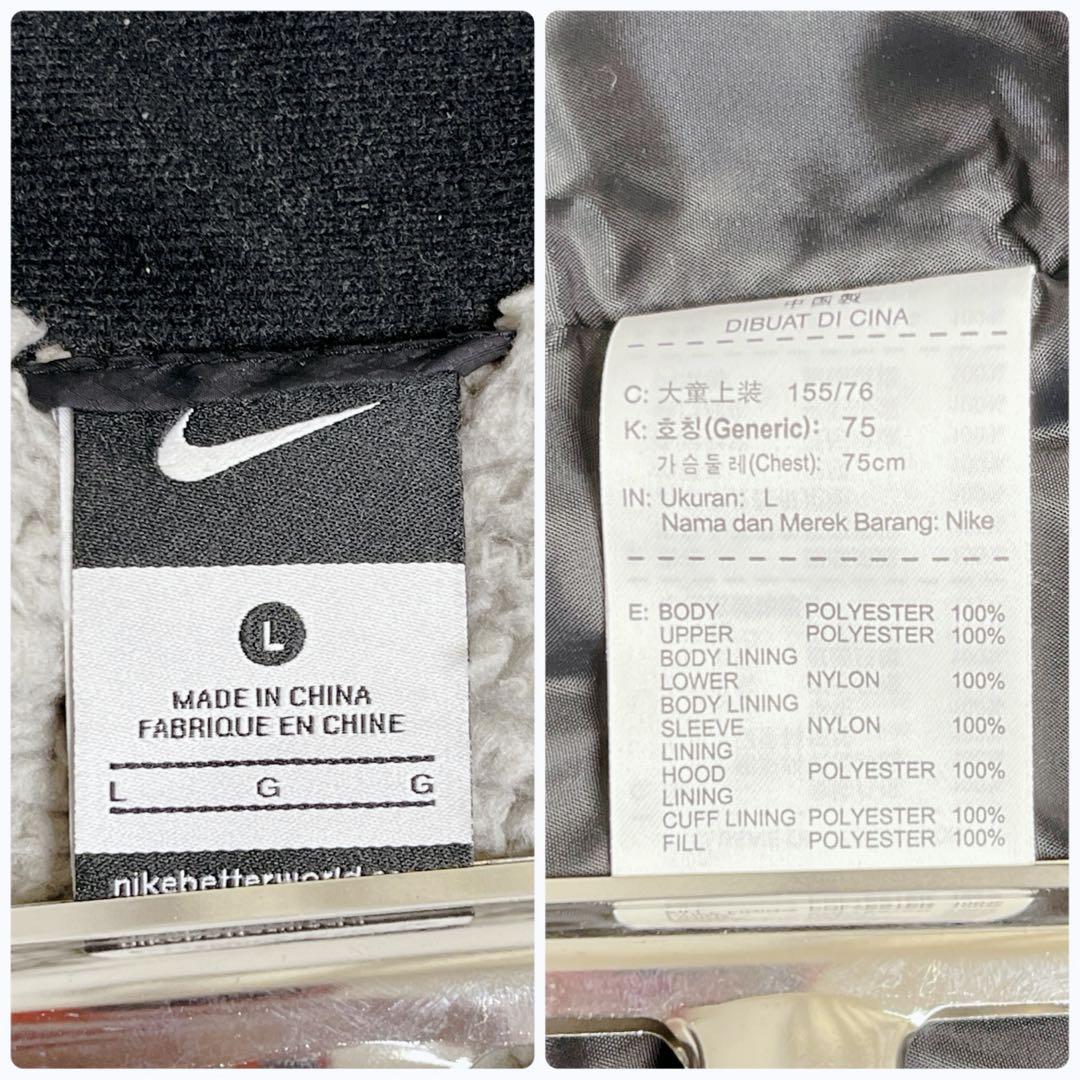 L
MADE IN CHINA
FABRIQUE EN CHINE
L G G
nikebetterworld
中国製
DIBUAT DI CINA
C: 大童上装 155/76
K: 호칭(Generic): 75
가슴둘레(Chest): 75cm
IN: Ukuran: L
Nama dan Merek Barang: Nike
E: BODY POLYESTER 100%
UPPER POLYESTER 100%
BODY LINING
LOWER NYLON 100%
BODY LINING
SLEEVE NYLON 100%
LINING
HOOD POLYESTER 100%
LINING
CUFF LINING POLYESTER 100%
FILL POLYESTER 100%